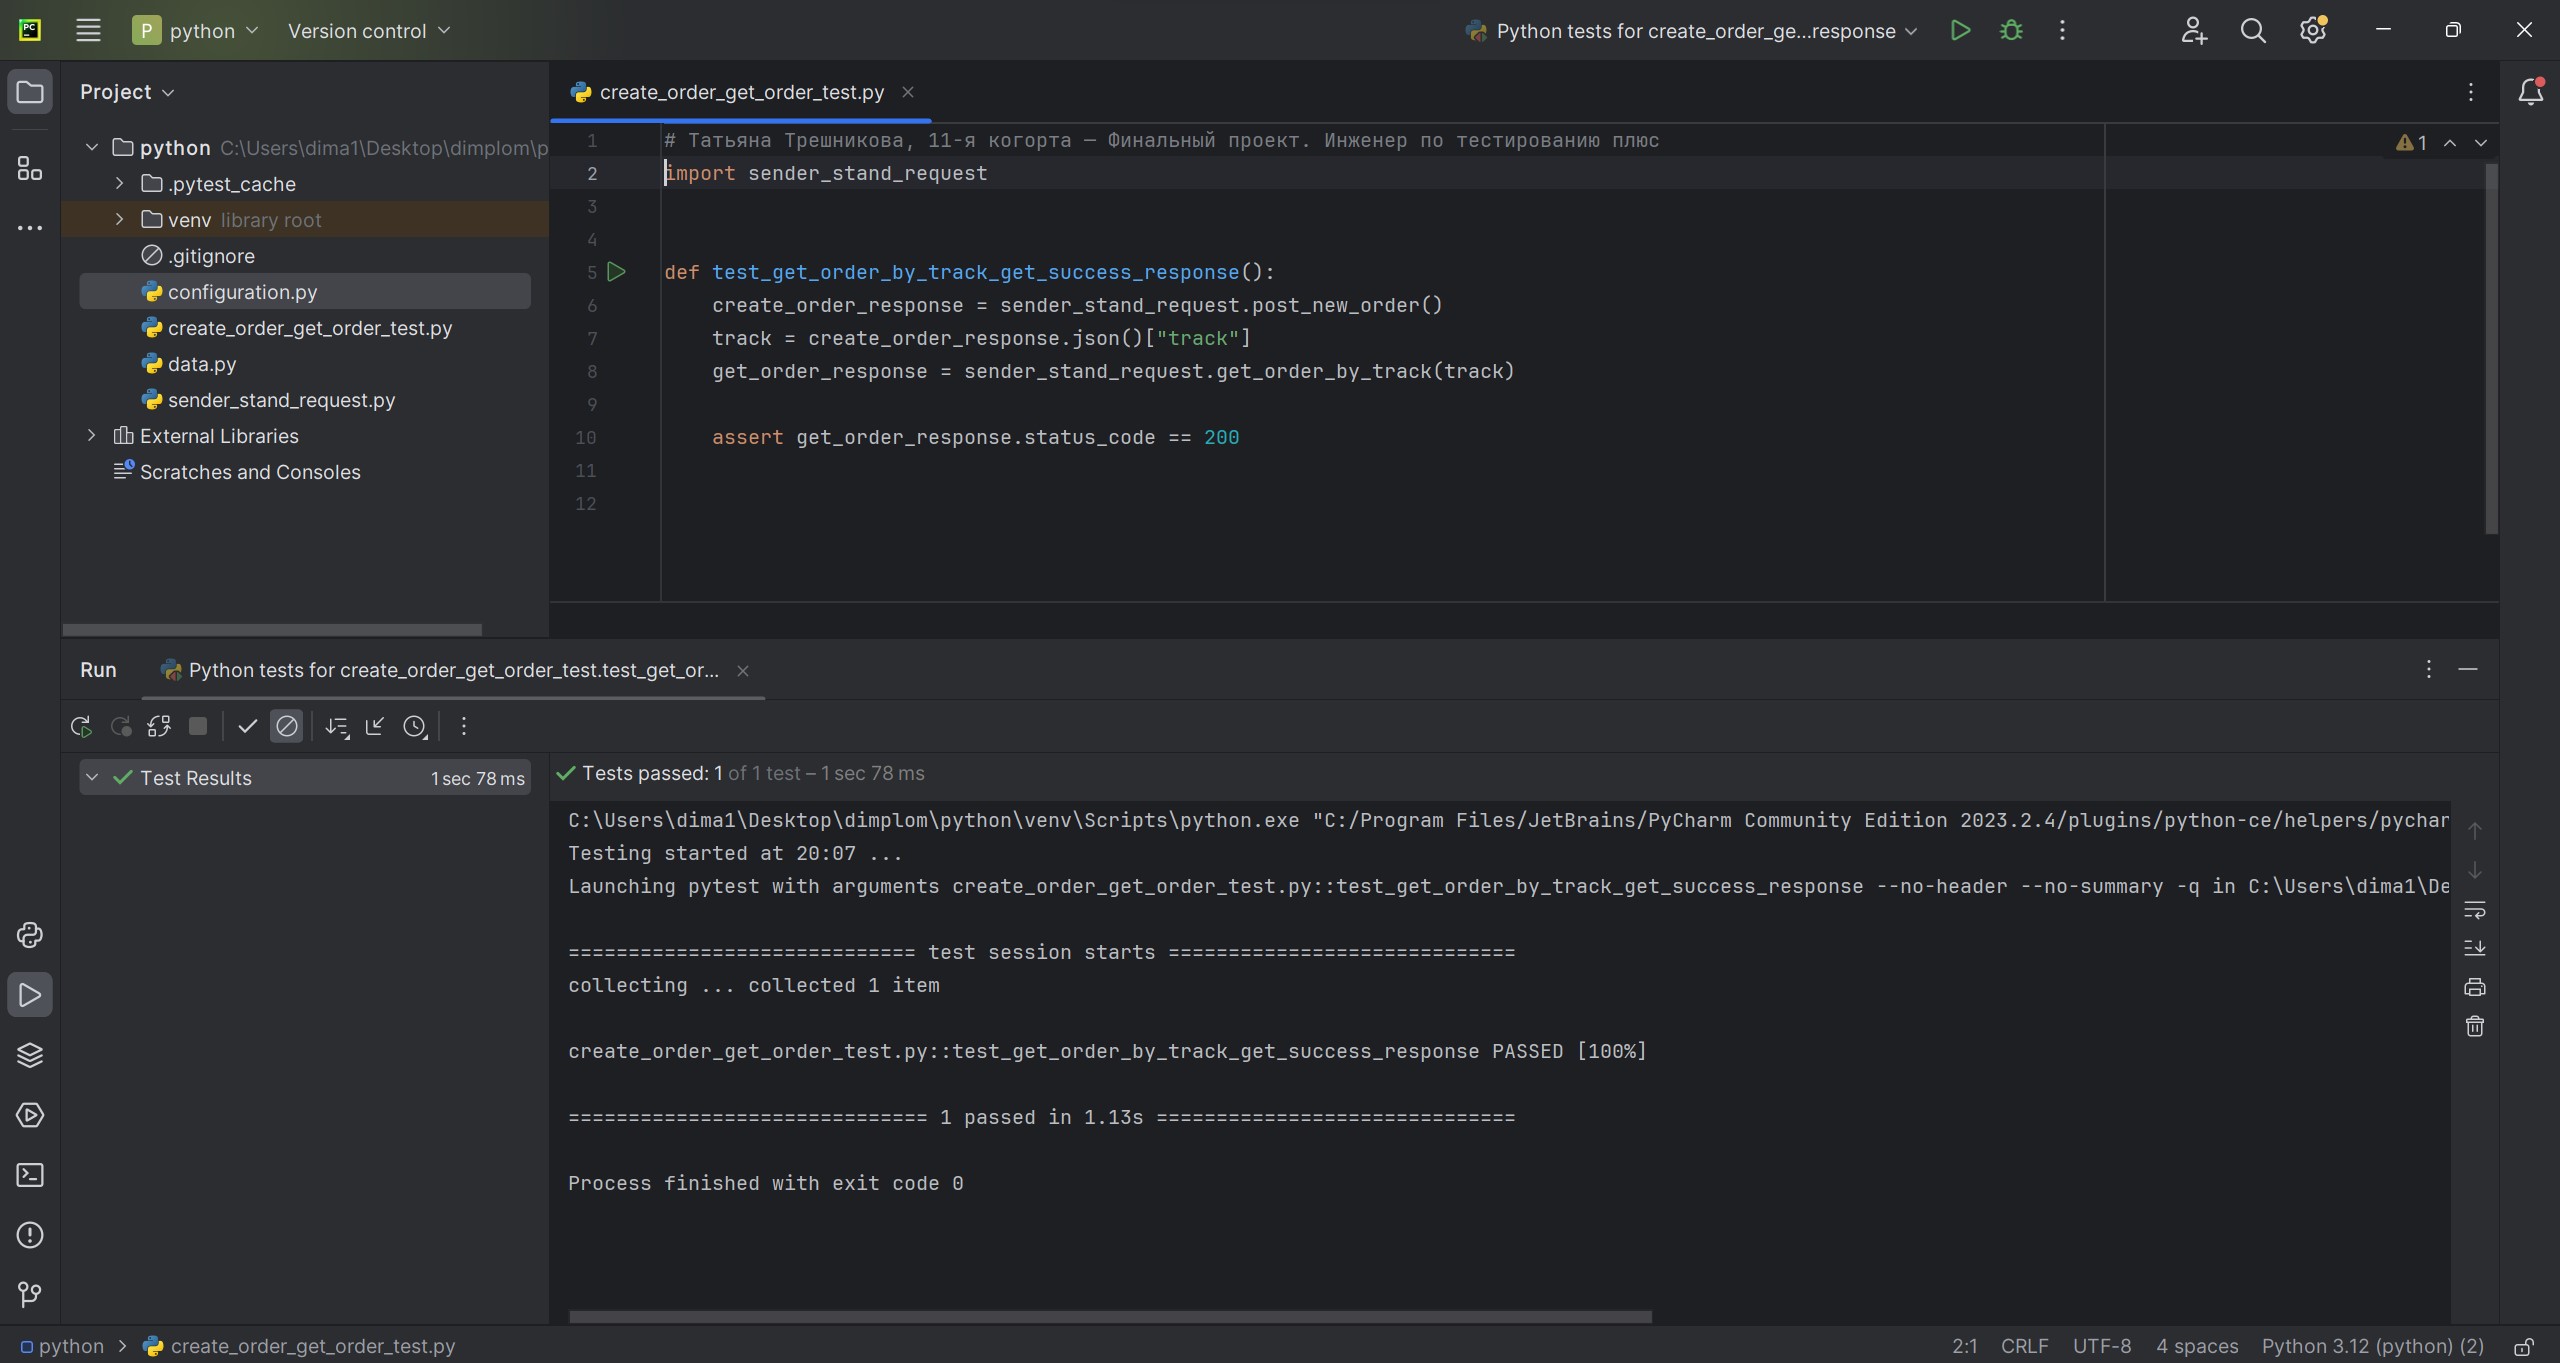 PC
P python
Version control
Python tests for create_order_ge...response
Project
create_order_get_order_test.py
python C:\Users\dima1\Desktop\dimplom\p
.pytest_cache
venv library root
.gitignore
configuration.py
create_order_get_order_test.py
data.py
sender_stand_request.py
External Libraries
Scratches and Consoles
1 # Татьяна Трешникова, 11-я когорта — Финальный проект. Инженер по тестированию плюс
1
2 import sender_stand_request
3
4
5 def test_get_order_by_track_get_success_response():
6 create_order_response = sender_stand_request.post_new_order()
7 track = create_order_response.json()["track"]
8 get_order_response = sender_stand_request.get_order_by_track(track)
9
10 assert get_order_response.status_code == 200
11
12
Run
Python tests for create_order_get_order_test.test_get_or...
Test Results 1 sec 78 ms
Tests passed: 1 of 1 test – 1 sec 78 ms
C:\Users\dima1\Desktop\dimplom\python\venv\Scripts\python.exe "C:/Program Files/JetBrains/PyCharm Community Edition 2023.2.4/plugins/python-ce/helpers/pychar
Testing started at 20:07 ...
Launching pytest with arguments create_order_get_order_test.py::test_get_order_by_track_get_success_response --no-header --no-summary -q in C:\Users\dima1\De
============================= test session starts =============================
collecting ... collected 1 item
create_order_get_order_test.py::test_get_order_by_track_get_success_response PASSED [100%]
============================== 1 passed in 1.13s ==============================
Process finished with exit code 0
python > create_order_get_order_test.py
2:1 CRLF UTF-8 4 spaces Python 3.12 (python) (2)